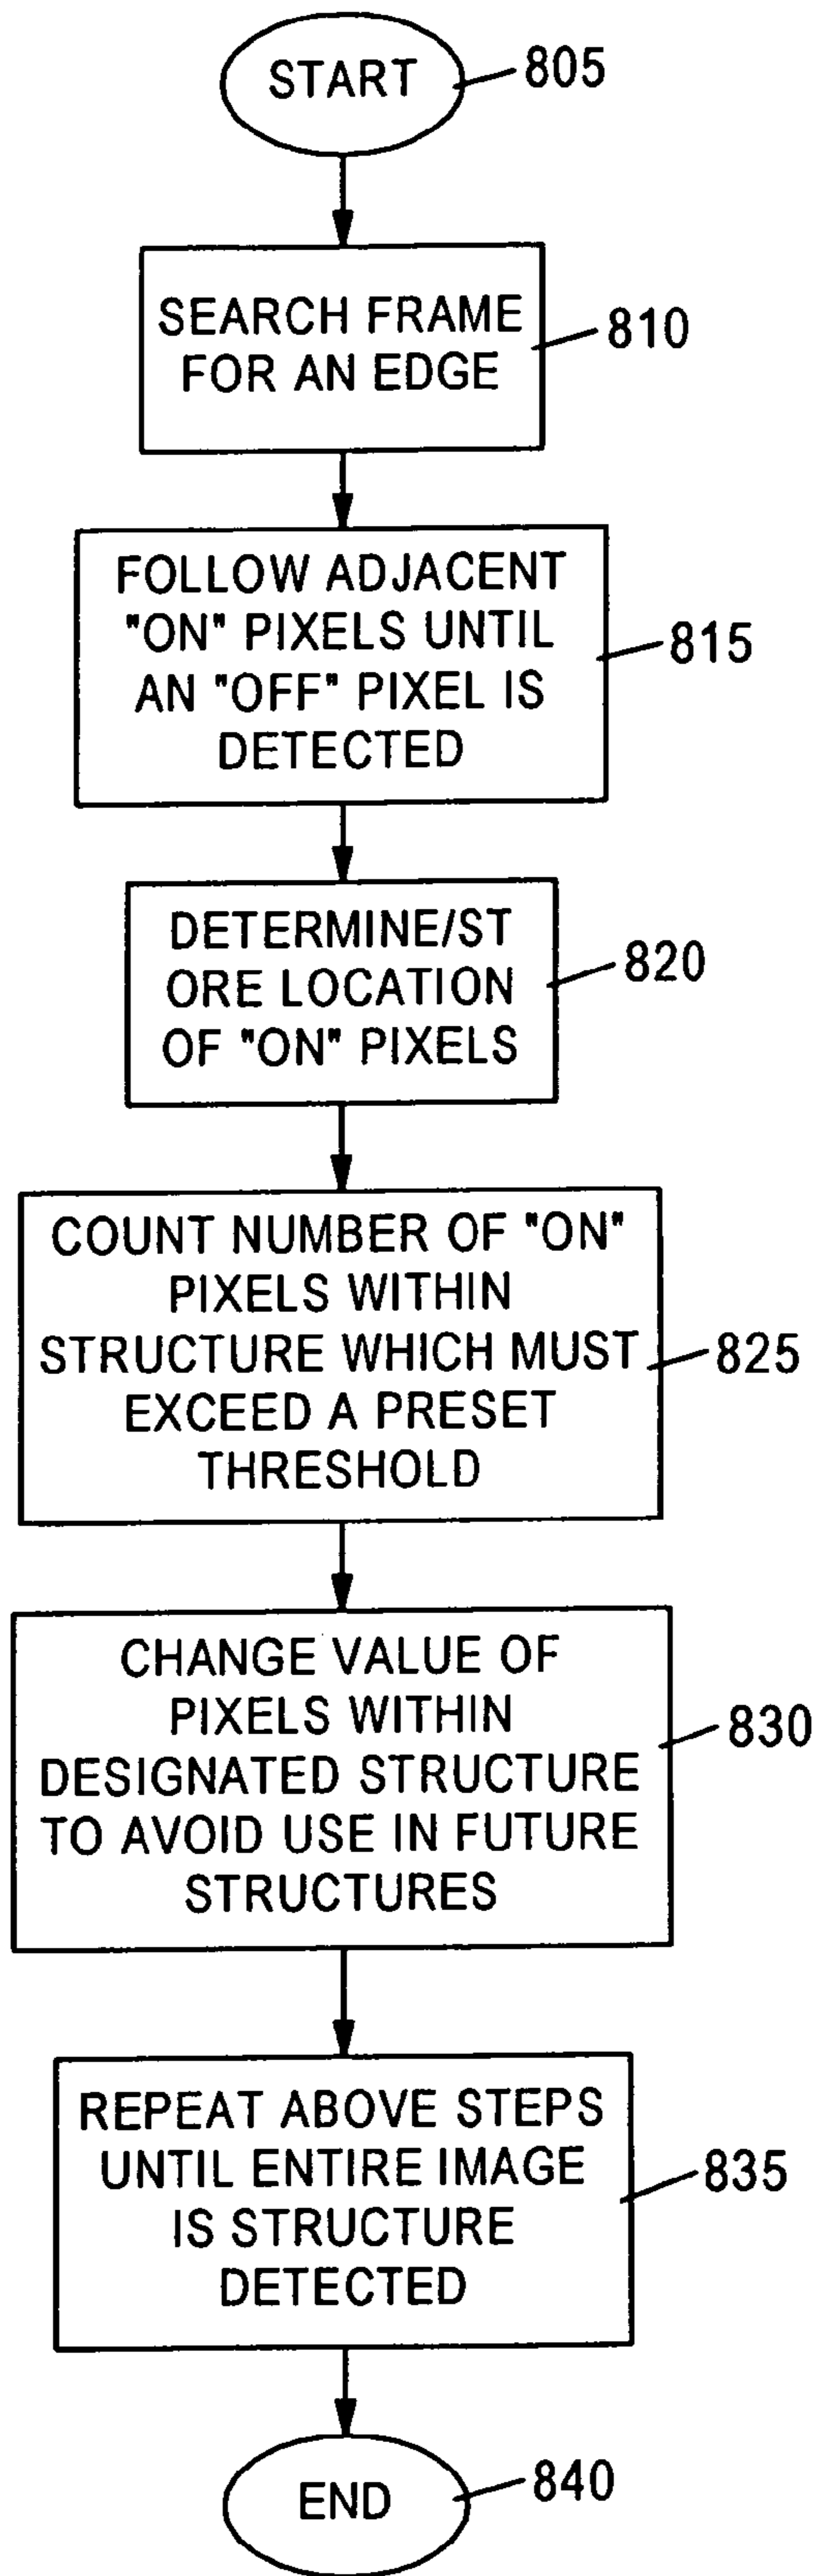 START
805
SEARCH FRAME
FOR AN EDGE
810
FOLLOW ADJACENT
"ON" PIXELS UNTIL
AN "OFF" PIXEL IS
DETECTED
815
DETERMINE/ST
ORE LOCATION
OF "ON" PIXELS
820
COUNT NUMBER OF "ON"
PIXELS WITHIN
STRUCTURE WHICH MUST
EXCEED A PRESET
THRESHOLD
825
CHANGE VALUE OF
PIXELS WITHIN
DESIGNATED STRUCTURE
TO AVOID USE IN FUTURE
STRUCTURES
830
REPEAT ABOVE STEPS
UNTIL ENTIRE IMAGE
IS STRUCTURE
DETECTED
835
END
840